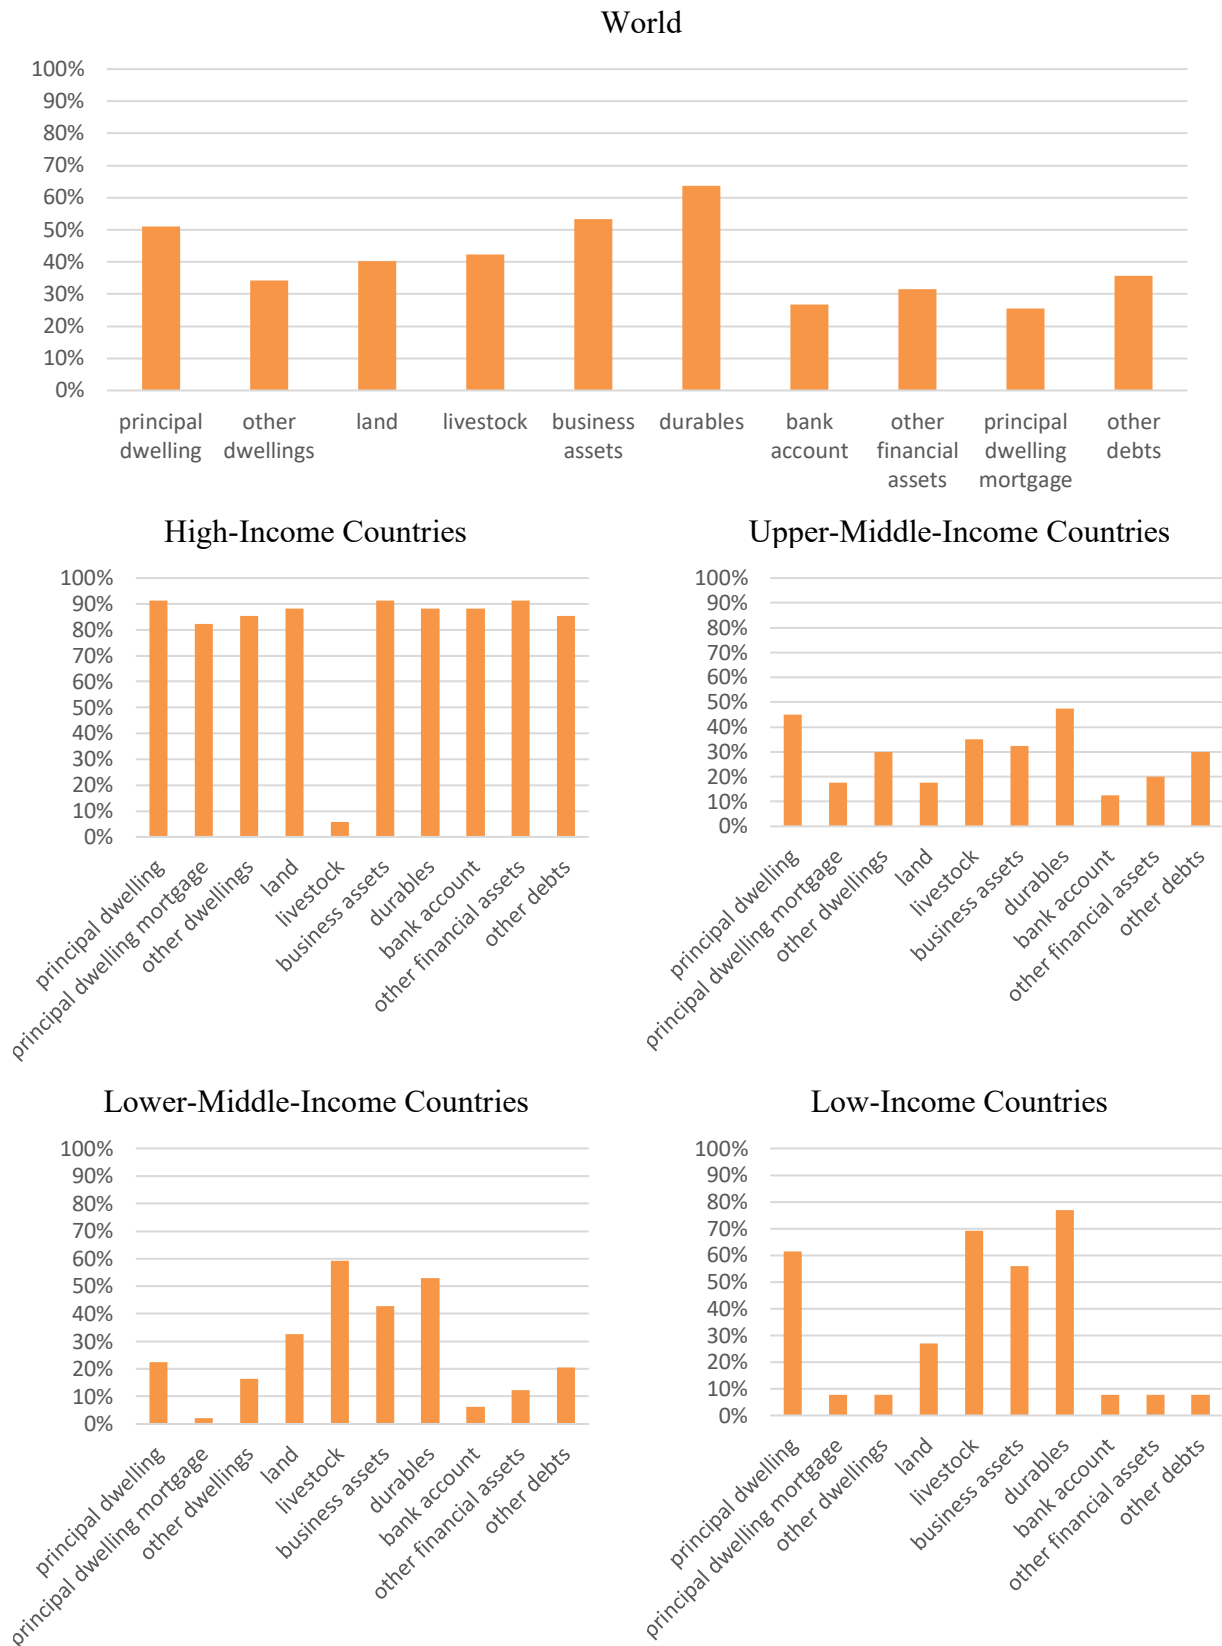 World
100%
90%
80%
70%
60%
50%
40%
30%
20%
10%
0%
principal dwelling
other dwellings
land
livestock
business assets
durables
bank account
other financial assets
principal dwelling mortgage
other debts
High-Income Countries
100%
90%
80%
70%
60%
50%
40%
30%
20%
10%
0%
principal dwelling
principal dwelling mortgage
other dwellings
land
livestock
business assets
durables
bank account
other financial assets
other debts
Upper-Middle-Income Countries
100%
90%
80%
70%
60%
50%
40%
30%
20%
10%
0%
principal dwelling
principal dwelling mortgage
other dwellings
land
livestock
business assets
durables
bank account
other financial assets
other debts
Lower-Middle-Income Countries
100%
90%
80%
70%
60%
50%
40%
30%
20%
10%
0%
principal dwelling
principal dwelling mortgage
other dwellings
land
livestock
business assets
durables
bank account
other financial assets
other debts
Low-Income Countries
100%
90%
80%
70%
60%
50%
40%
30%
20%
10%
0%
principal dwelling
principal dwelling mortgage
other dwellings
land
livestock
business assets
durables
bank account
other financial assets
other debts